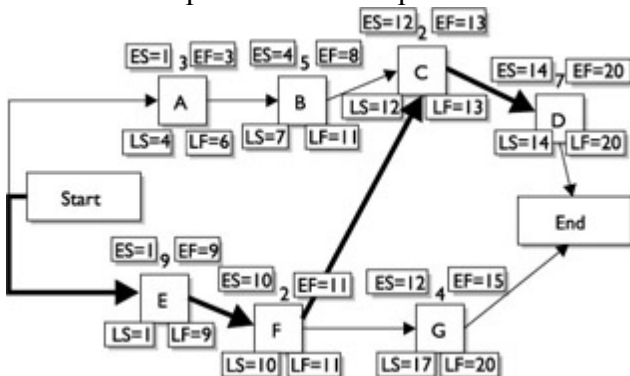 ES=12 2 EF=13
ES=1 3 EF=3
ES=4 5 EF=8
C
ES=14 7 EF=20
A
B
LS=12 LF=13
D
LS=4 LF=6
LS=7 LF=11
LS=14 LF=20
Start
End
ES=1 9 EF=9
ES=10 2 EF=11
ES=12 4 EF=15
E
F
G
LS=1 LF=9
LS=10 LF=11
LS=17 LF=20